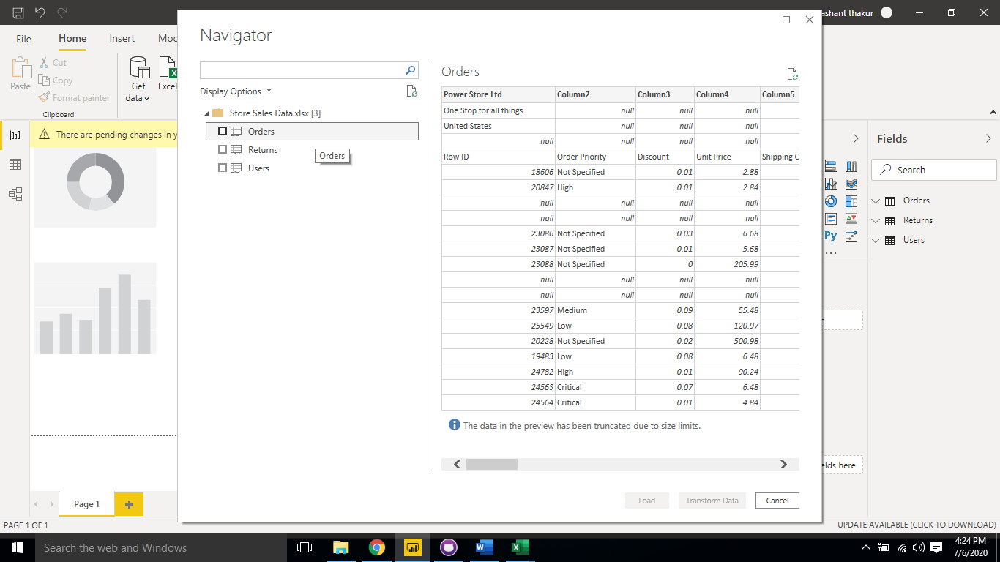 ashant thakur
Navigator
File Home Insert Mod
Paste
Cut
Copy
Format painter
Clipboard
Get data
Excel
There are pending changes in y
Display Options
Store Sales Data.xlsx [3]
Orders
Returns
Users
Orders
Orders
Power Store Ltd Column2 Column3 Column4 Column5
One Stop for all things null null null
United States null null null
null null null null
Row ID Order Priority Discount Unit Price Shipping C
18606 Not Specified 0.01 2.88
20847 High 0.01 2.84
null null null null
null null null null
23086 Not Specified 0.03 6.68
23087 Not Specified 0.01 5.68
23088 Not Specified 0 205.99
null null null null
null null null null
23597 Medium 0.09 55.48
25549 Low 0.08 120.97
20228 Not Specified 0.02 500.98
19483 Low 0.08 6.48
24782 High 0.01 90.24
24563 Critical 0.07 6.48
24564 Critical 0.01 4.84
The data in the preview has been truncated due to size limits.
Load Transform Data Cancel
Fields
Search
Orders
Returns
Users
Py
e
elds here
Page 1
PAGE 1 OF 1
UPDATE AVAILABLE (CLICK TO DOWNLOAD)
Search the web and Windows
4:24 PM
7/6/2020